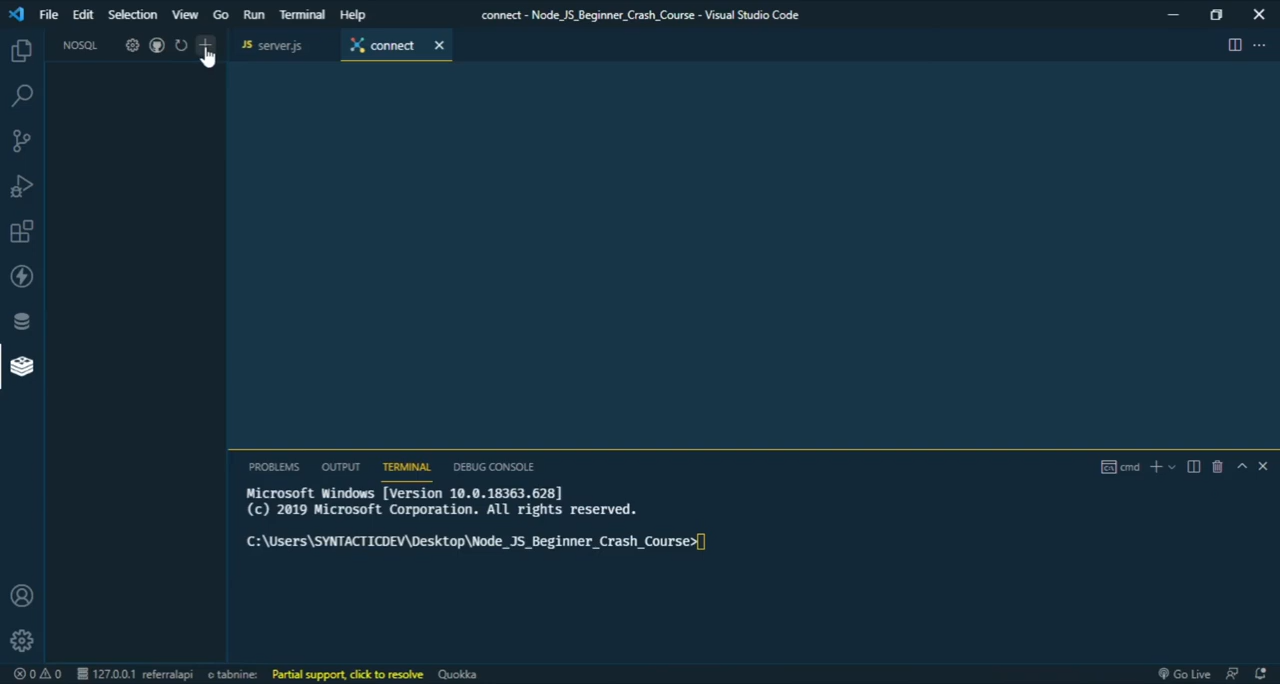 File Edit Selection View Go Run Terminal Help connect - Node_JS_Beginner_Crash_Course - Visual Studio Code
NOSQL JS server.js connect
PROBLEMS OUTPUT TERMINAL DEBUG CONSOLE cmd
Microsoft Windows [Version 10.0.18363.628]
(c) 2019 Microsoft Corporation. All rights reserved.
C:\Users\SYNTACTICDEV\Desktop\Node_JS_Beginner_Crash_Course>
0 0 127.0.0.1 referralapi tabnine: Partial support, click to resolve Quokka Go Live